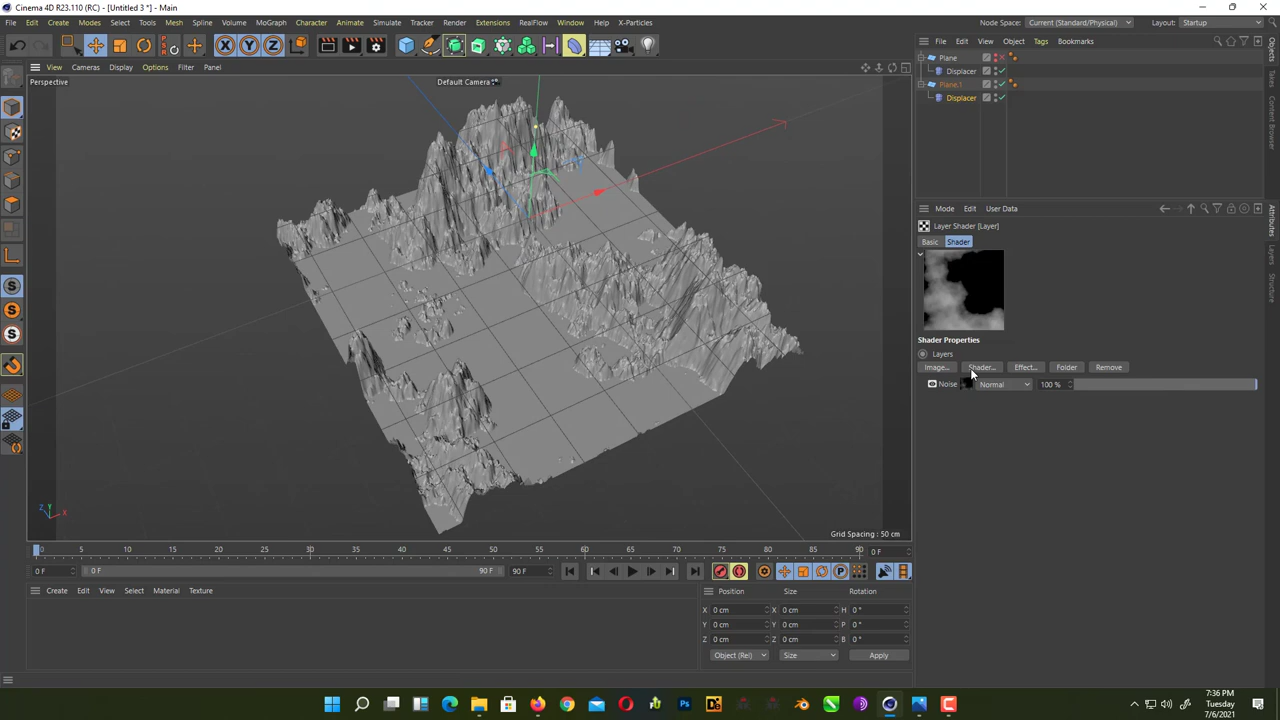 Cinema 4D R23.110 (RC) - [Untitled 3 *] - Main
File Edit Create Modes Select Tools Mesh Spline Volume MoGraph Character Animate Simulate Tracker Render Extensions RealFlow Window Help X-Particles Node Space: Current (Standard/Physical) Layout: Startup
File Edit View Object Tags Bookmarks
View Cameras Display Options Filter Panel
Perspective
Default Camera
Plane
Displacer
Plane.1
Displacer
Mode Edit User Data
Layer Shader [Layer]
Basic Shader
Shader Properties
Layers
Image... Shader... Effect... Folder Remove
Noise Normal 100 %
Objects
Takes
Attributes
Layers
Structure
Y
Z
X
Grid Spacing : 50 cm
0 5 10 15 20 25 30 35 40 45 50 55 60 65 70 75 80 85 90 0 F
0 F 0 F 90 F 90 F
Create Edit View Select Material Texture
Position Size Rotation
X 0 cm X 0 cm H 0 °
Y 0 cm Y 0 cm P 0 °
Z 0 cm Z 0 cm B 0 °
Object (Rel) Size Apply
7:36 PM
Tuesday
7/6/2021